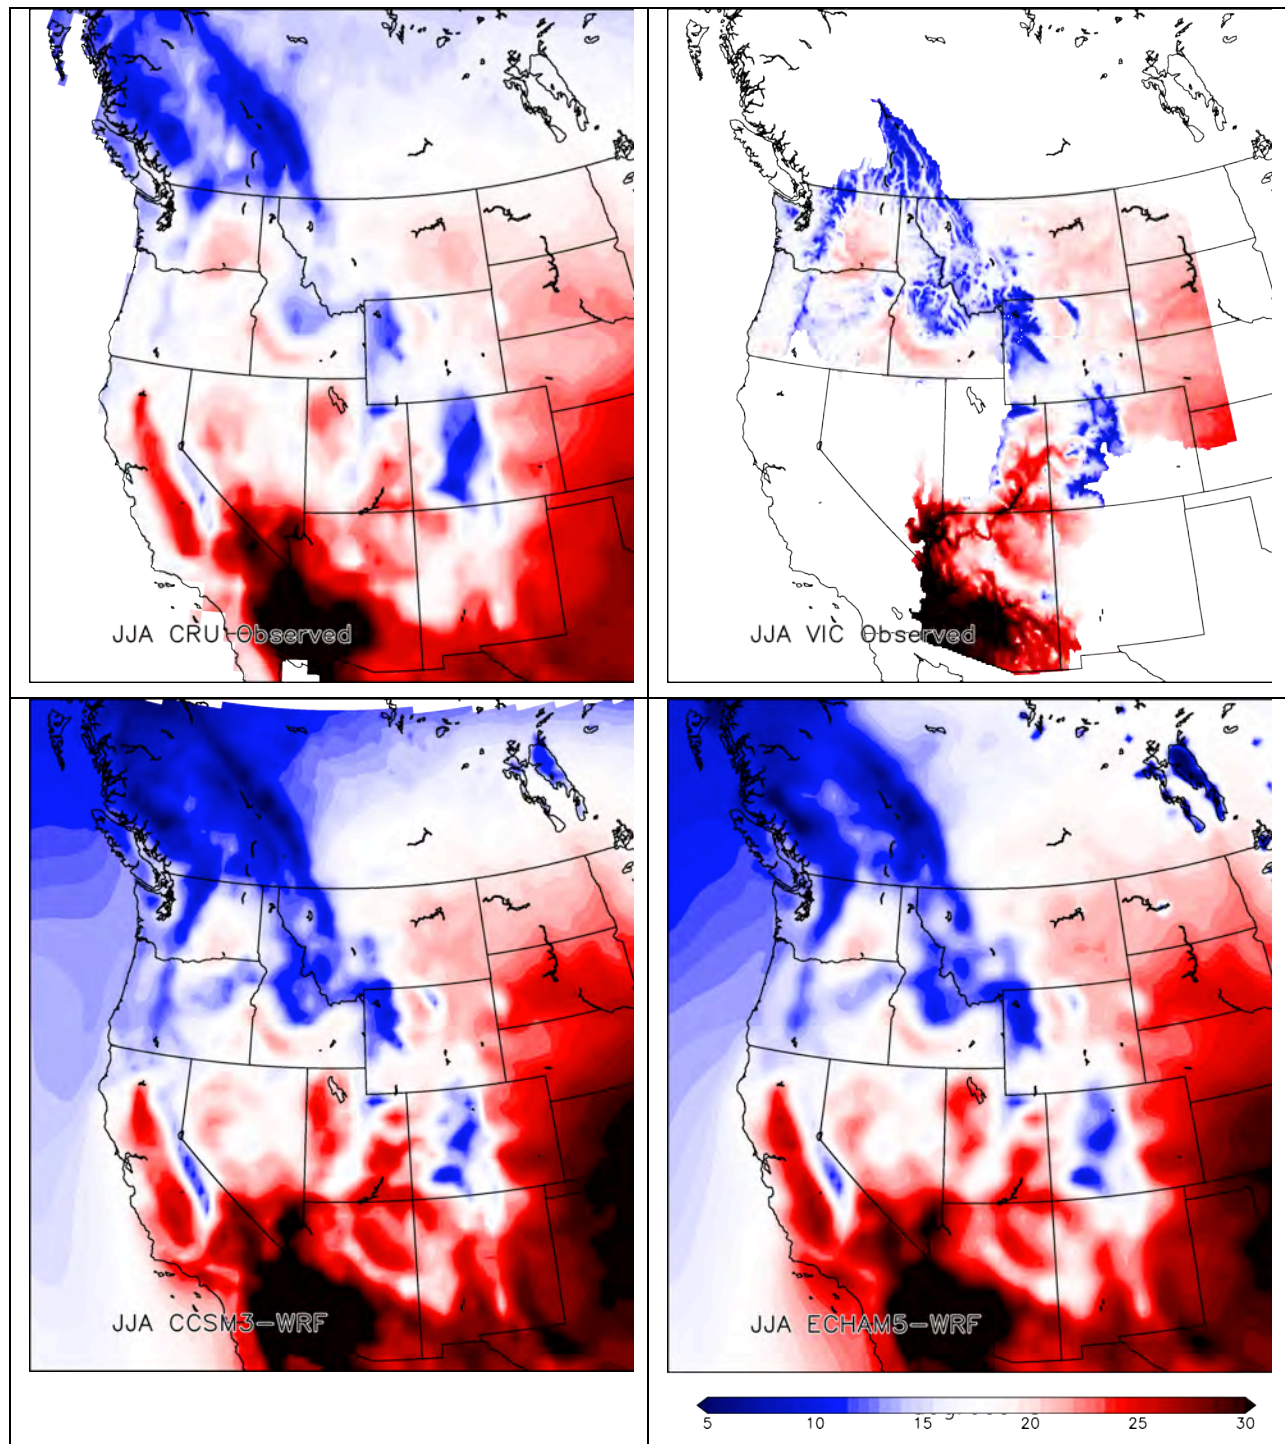 JJA CRU Observed
JJA VIC Observed
JJA CCSM3-WRF
JJA ECHAM5-WRF
5 10 15 20 25 30